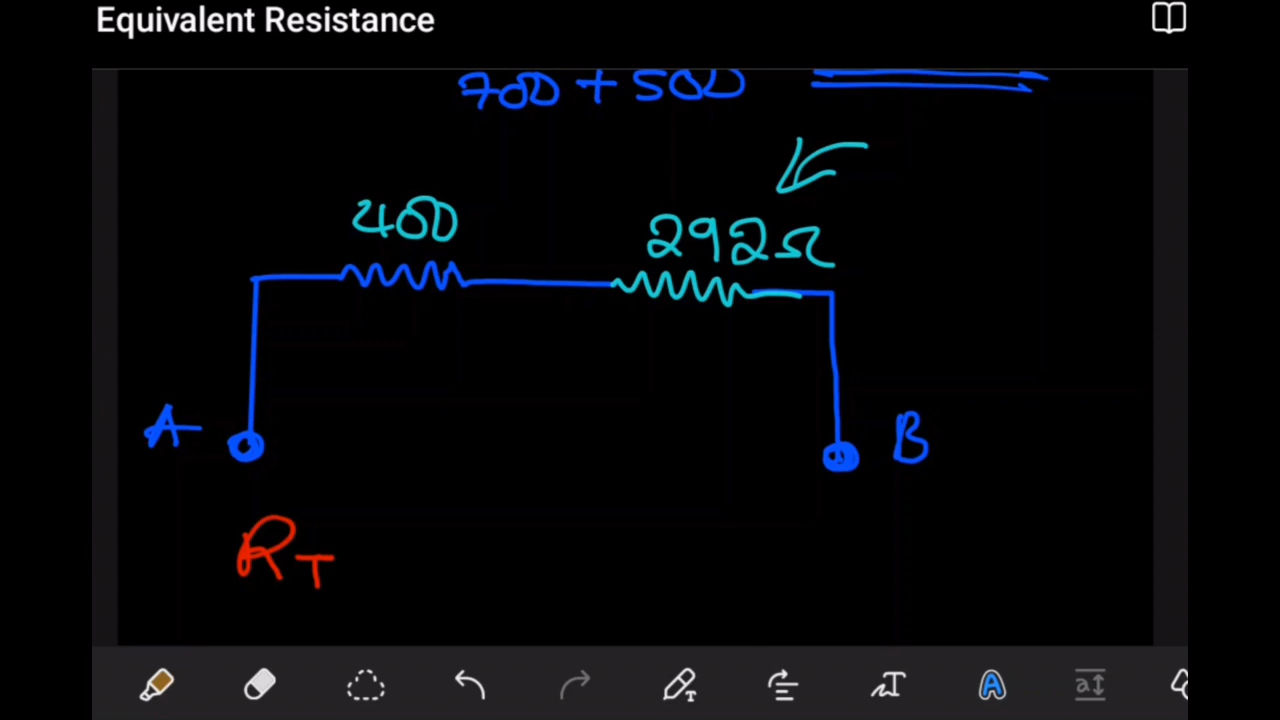 Equivalent Resistance
700 + 500
400
292Ω
A
B
RT